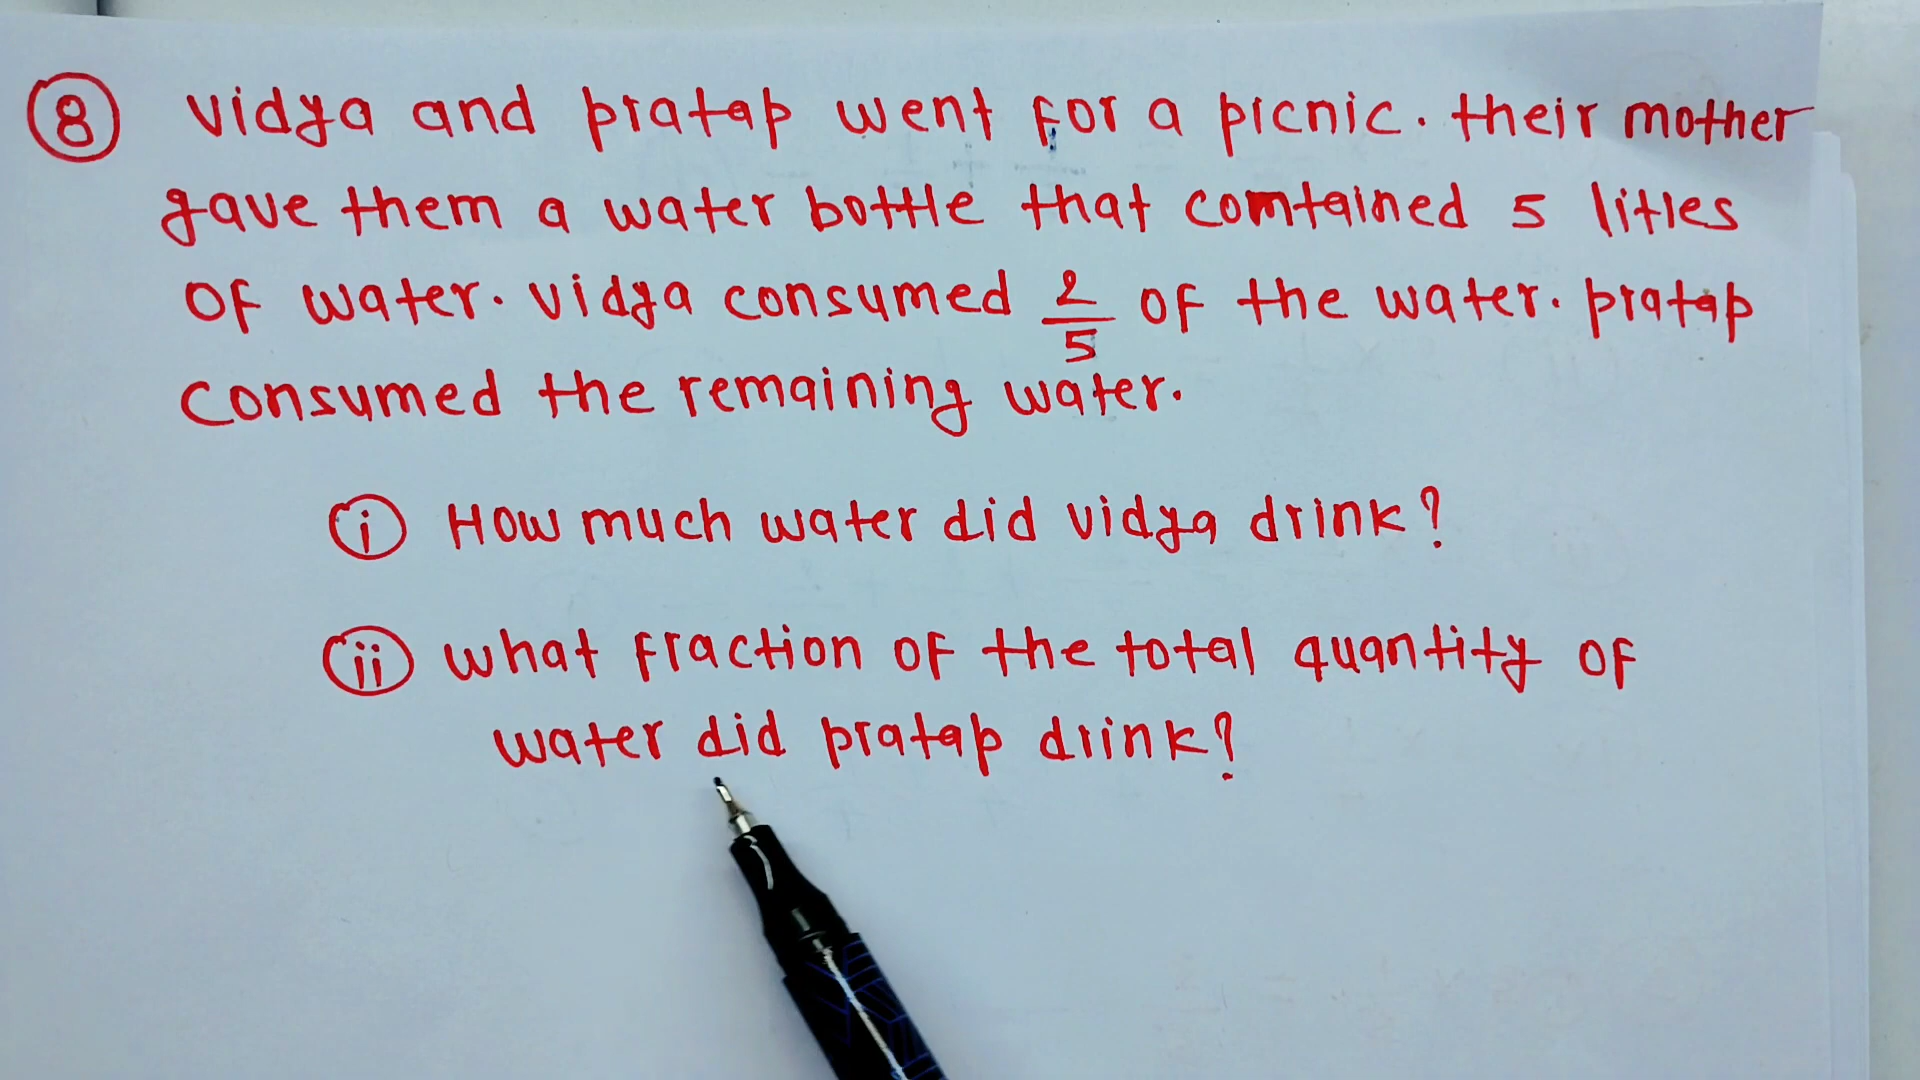 8 Vidya and pratap went for a picnic. their mother
gave them a water bottle that comtained 5 litres
OF water. vidya consumed 2/5 OF the water. pratap
consumed the remaining water.
i How much water did vidya drink?
ii what Fraction OF the total quantity OF
water did pratap drink?